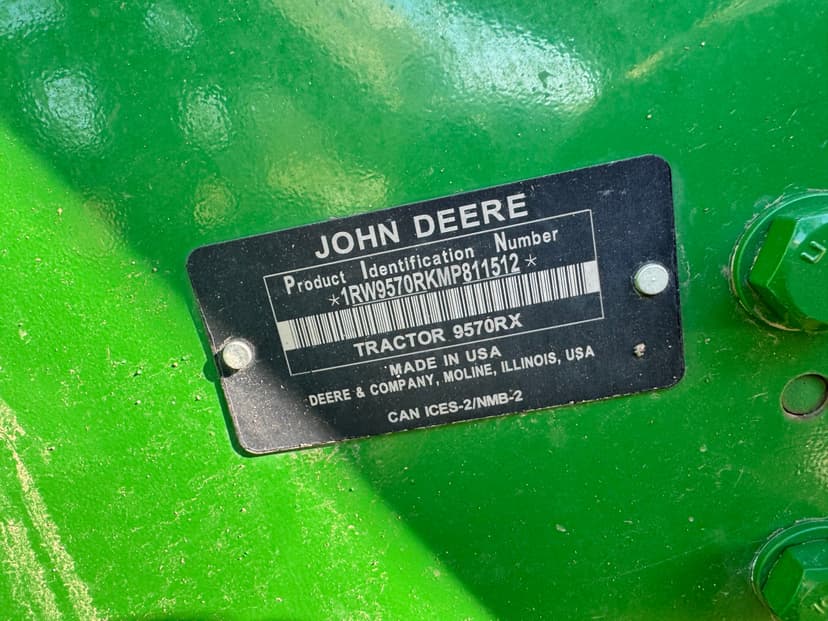 JOHN DEERE
Product Identification Number
*1RW9570RKMP811512*
TRACTOR 9570RX
MADE IN USA
DEERE & COMPANY, MOLINE, ILLINOIS, USA
CAN ICES-2/NMB-2